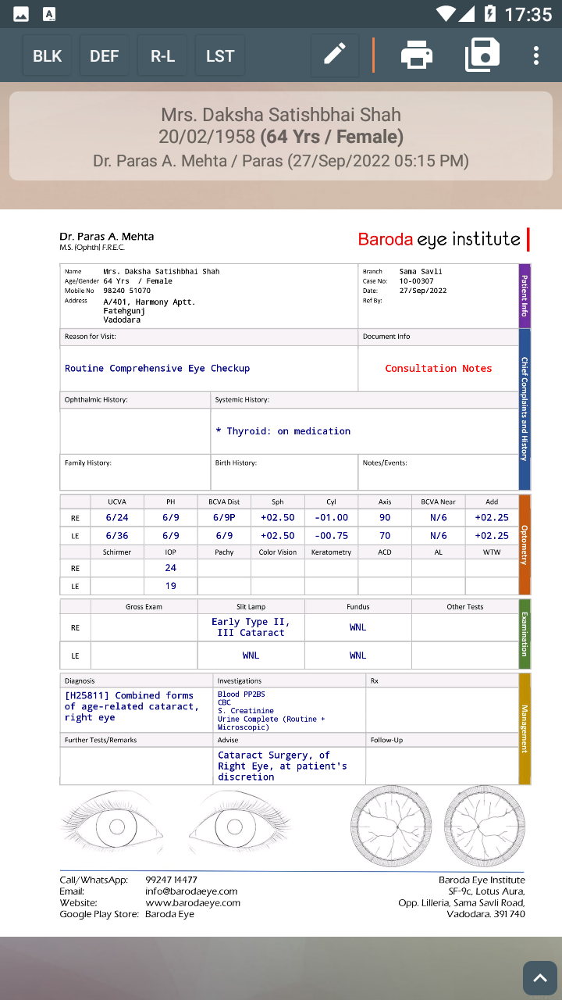 17:35
BLK DEF R-L LST
Mrs. Daksha Satishbhai Shah
20/02/1958 (64 Yrs / Female)
Dr. Paras A. Mehta / Paras (27/Sep/2022 05:15 PM)
Dr. Paras A. Mehta
M.S. (Ophth) F.R.E.C.
Baroda eye institute
Name Mrs. Daksha Satishbhai Shah
Age/Gender 64 Yrs / Female
Mobile No 98240 51070
Address A/401, Harmony Aptt.
Fatehgunj
Vadodara
Branch Sama Savli
Case No: 10-00307
Date: 27/Sep/2022
Ref By:
Patient Info
Reason for Visit: Document Info
Routine Comprehensive Eye Checkup Consultation Notes
Ophthalmic History: Systemic History:
* Thyroid: on medication
Family History: Birth History: Notes/Events:
Chief Complaints and History
UCVA PH BCVA Dist Sph Cyl Axis BCVA Near Add
RE 6/24 6/9 6/9P +02.50 -01.00 90 N/6 +02.25
LE 6/36 6/9 6/9 +02.50 -00.75 70 N/6 +02.25
Schirmer IOP Pachy Color Vision Keratometry ACD AL WTW
RE 24
LE 19
Optometry
Gross Exam Slit Lamp Fundus Other Tests
RE Early Type II, III Cataract WNL
LE WNL WNL
Examination
Diagnosis Investigations Rx
[H25811] Combined forms
of age-related cataract,
right eye
Blood PP2BS
CBC
S. Creatinine
Urine Complete (Routine +
Microscopic)
Further Tests/Remarks Advise Follow-Up
Cataract Surgery, of
Right Eye, at patient's
discretion
Management
Call/WhatsApp: 99247 14477
Email: info@barodaeye.com
Website: www.barodaeye.com
Google Play Store: Baroda Eye
Baroda Eye Institute
SF-9c, Lotus Aura,
Opp. Lilleria, Sama Savli Road,
Vadodara. 391 740